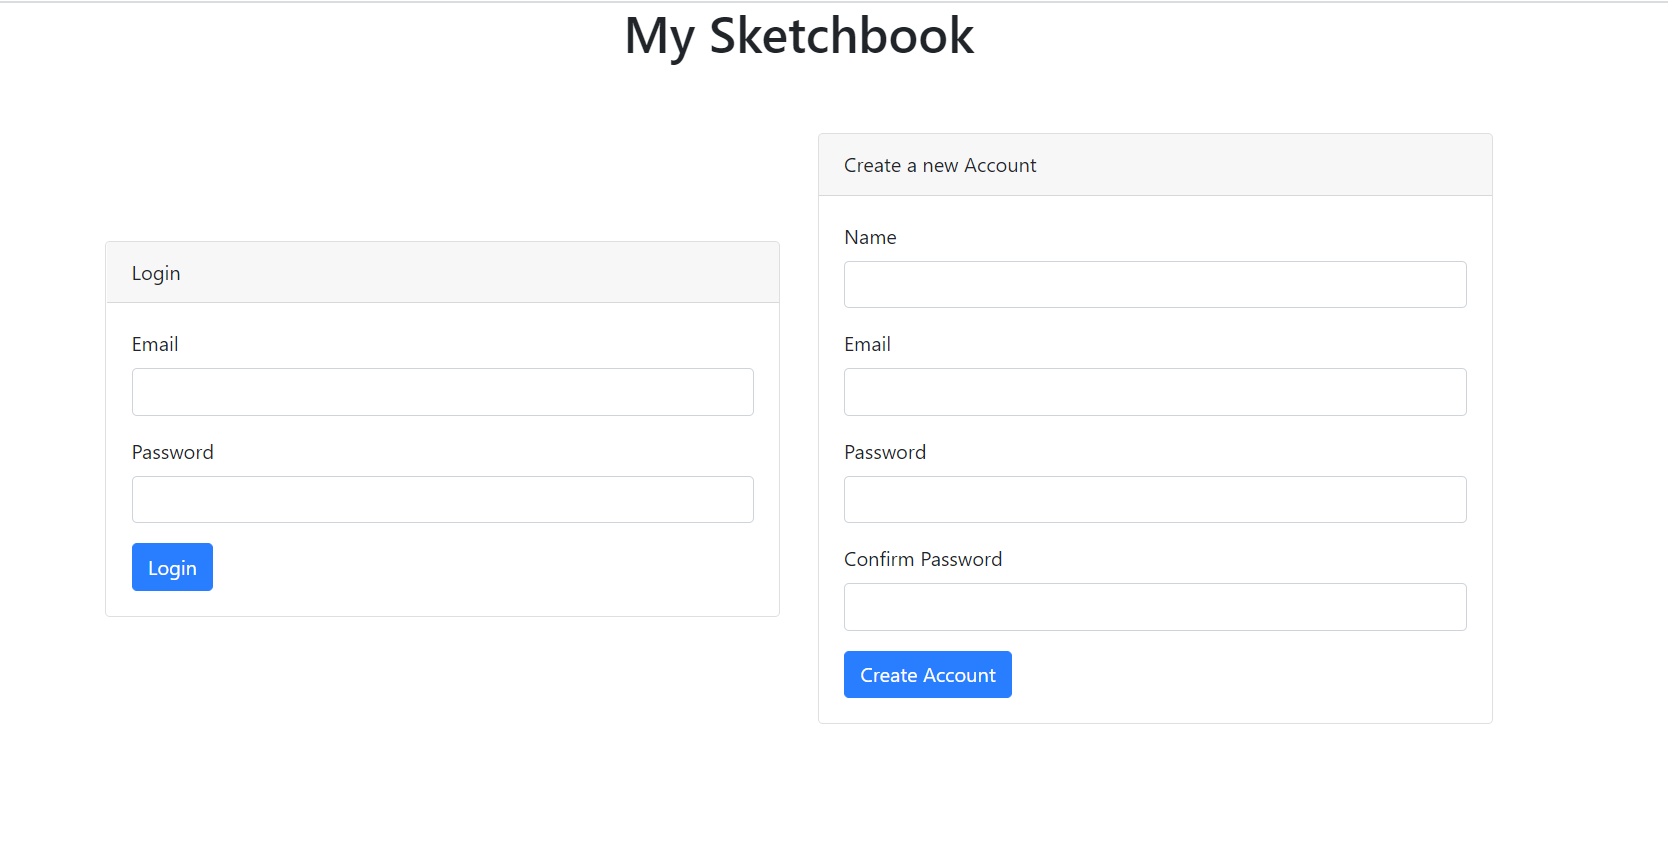 My Sketchbook
Login
Email
Password
Login
Create a new Account
Name
Email
Password
Confirm Password
Create Account